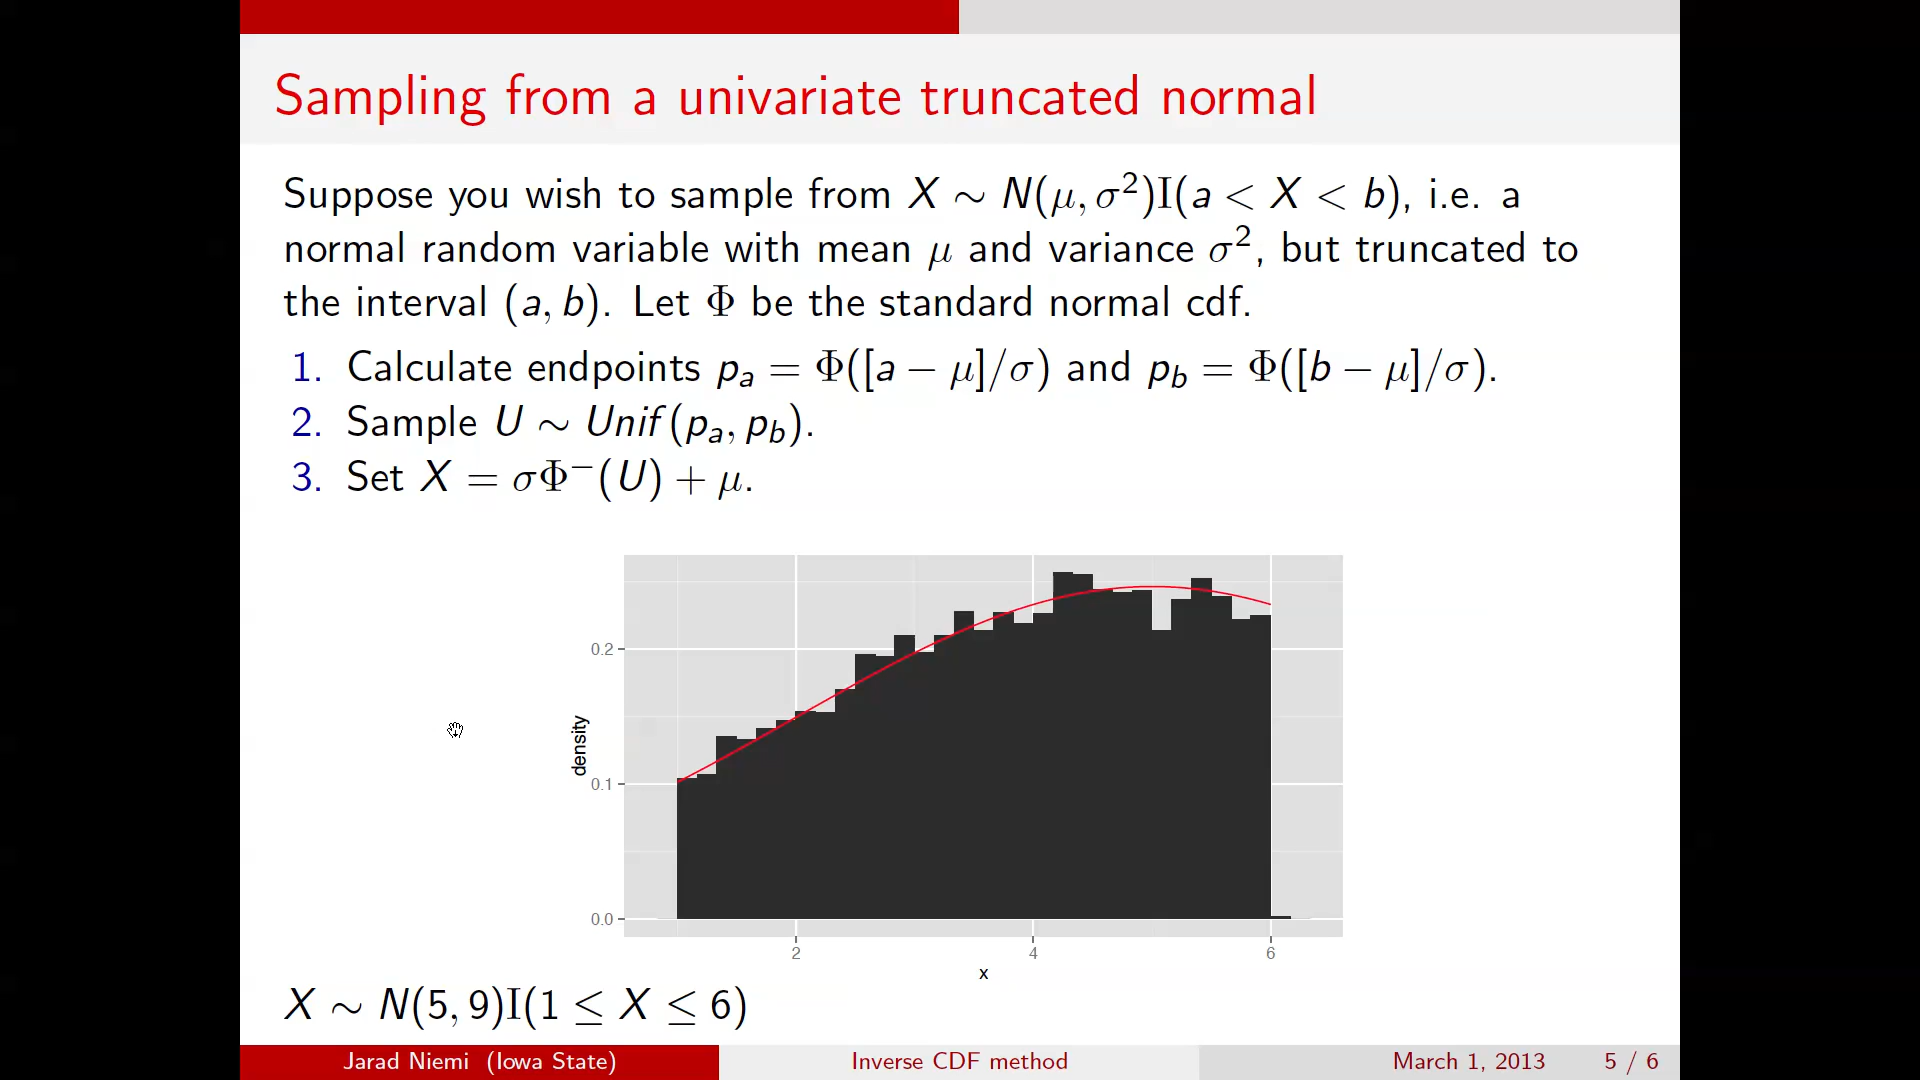 Sampling from a univariate truncated normal
Suppose you wish to sample from X ∼ N(μ, σ²)I(a < X < b), i.e. a
normal random variable with mean μ and variance σ², but truncated to
the interval (a, b). Let Φ be the standard normal cdf.
1. Calculate endpoints pₐ = Φ([a − μ]/σ) and p_b = Φ([b − μ]/σ).
2. Sample U ∼ Unif(pₐ, p_b).
3. Set X = σΦ⁻(U) + μ.
0.2
0.1
0.0
density
2 4 6
x
X ∼ N(5, 9)I(1 ≤ X ≤ 6)
Jarad Niemi (Iowa State) Inverse CDF method March 1, 2013 5 / 6